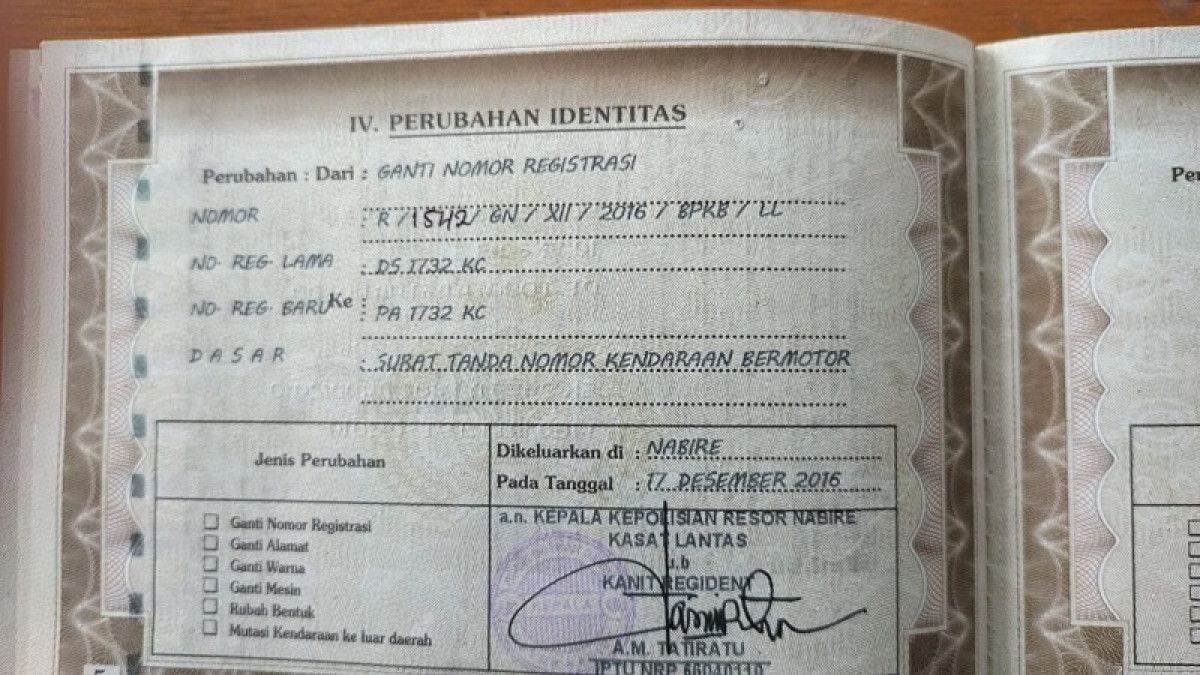 IV. PERUBAHAN IDENTITAS
Perubahan : Dari : GANTI NOMOR REGISTRASI
NOMOR : R / 1542 / GN / XII / 2016 / BPKB / LL
NO. REG. LAMA : DS 1732 KC
NO. REG. BARU Ke : : PA 1732 KC
DASAR : SURAT TANDA NOMOR KENDARAAN BERMOTOR
Jenis Perubahan
Dikeluarkan di : NABIRE
Pada Tanggal : 17 DESEMBER 2016
☐ Ganti Nomor Registrasi
☐ Ganti Alamat
☐ Ganti Warna
☐ Ganti Mesin
☐ Rubah Bentuk
☐ Mutasi Kendaraan ke luar daerah
a.n. KEPALA KEPOLISIAN RESOR NABIRE
KASAT LANTAS
u.b
KANIT REGIDENT
A.M. TATIRATU
IPTU NRP 66040110
KEPALA
Per